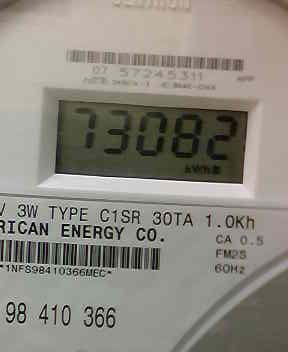 07 57245311
73082
kWh
V 3W TYPE C1SR 30TA 1.0Kh
RICAN ENERGY CO.
CA 0.5
FM2S
*1NFS98410366MEC*
60Hz
98 410 366